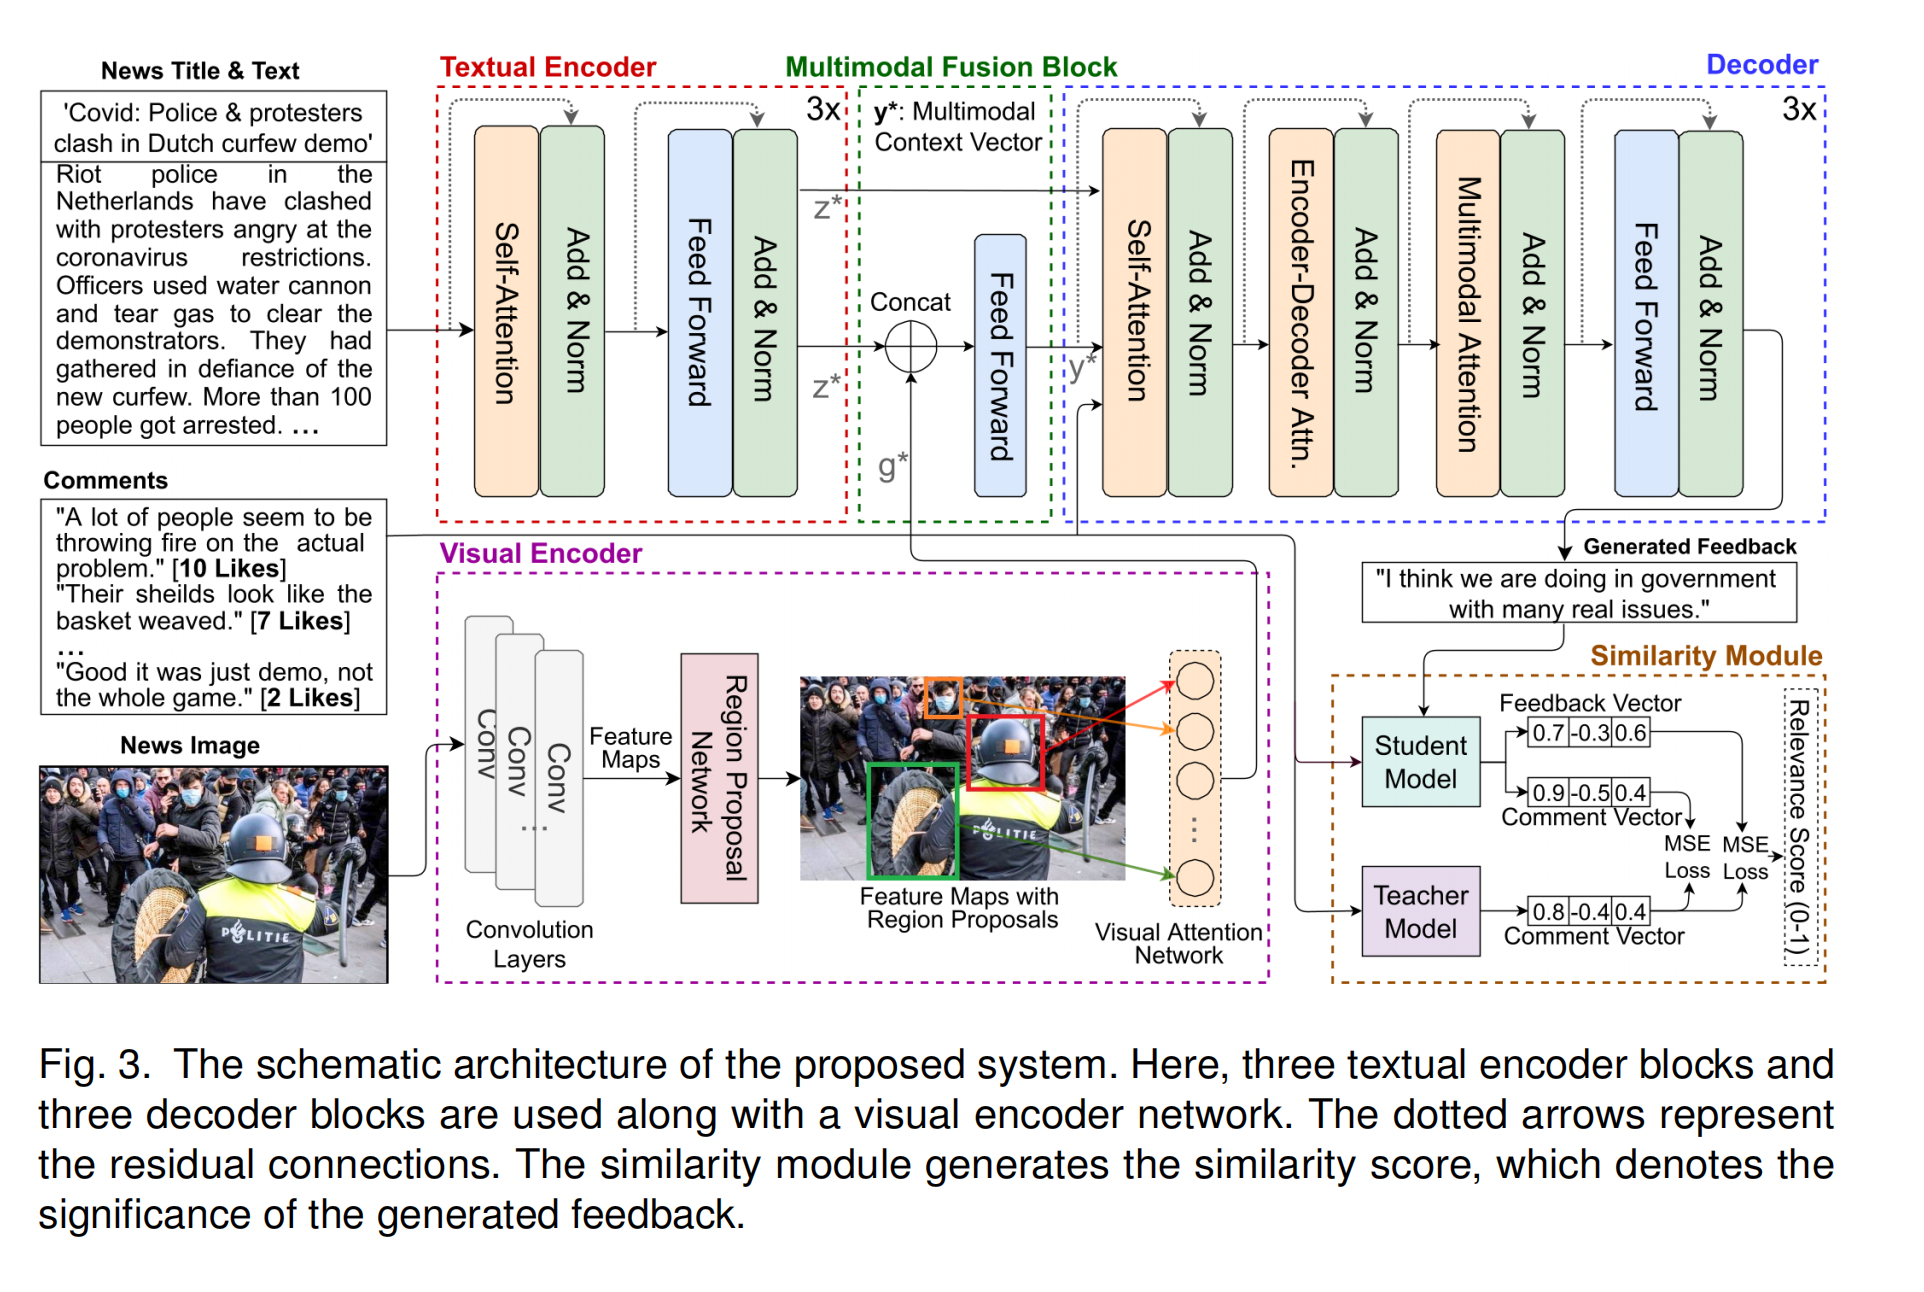 News Title & Text
'Covid: Police & protesters
clash in Dutch curfew demo'
Riot police in the
Netherlands have clashed
with protesters angry at the
coronavirus restrictions.
Officers used water cannon
and tear gas to clear the
demonstrators. They had
gathered in defiance of the
new curfew. More than 100
people got arrested. ...
Comments
"A lot of people seem to be
throwing fire on the actual
problem." [10 Likes]
"Their sheilds look like the
basket weaved." [7 Likes]
...
"Good it was just demo, not
the whole game." [2 Likes]
News Image
POLITIE
Textual Encoder
3x
Self-Attention
Add & Norm
Feed Forward
Add & Norm
z*
z*
Multimodal Fusion Block
y*: Multimodal
Context Vector
Concat
g*
Feed Forward
y*
Decoder
3x
Self-Attention
Add & Norm
Encoder-Decoder Attn.
Add & Norm
Multimodal Attention
Add & Norm
Feed Forward
Add & Norm
Visual Encoder
Conv
Conv
Conv
...
Convolution
Layers
Feature
Maps
Region Proposal
Network
POLITIE
Feature Maps with
Region Proposals
...
Visual Attention
Network
Generated Feedback
"I think we are doing in government
with many real issues."
Similarity Module
Student
Model
Feedback Vector
0.7 -0.3 0.6
0.9 -0.5 0.4
Comment Vector
MSE
Loss
MSE
Loss
Teacher
Model
0.8 -0.4 0.4
Comment Vector
Relevance Score (0-1)
Fig. 3. The schematic architecture of the proposed system. Here, three textual encoder blocks and
three decoder blocks are used along with a visual encoder network. The dotted arrows represent
the residual connections. The similarity module generates the similarity score, which denotes the
significance of the generated feedback.